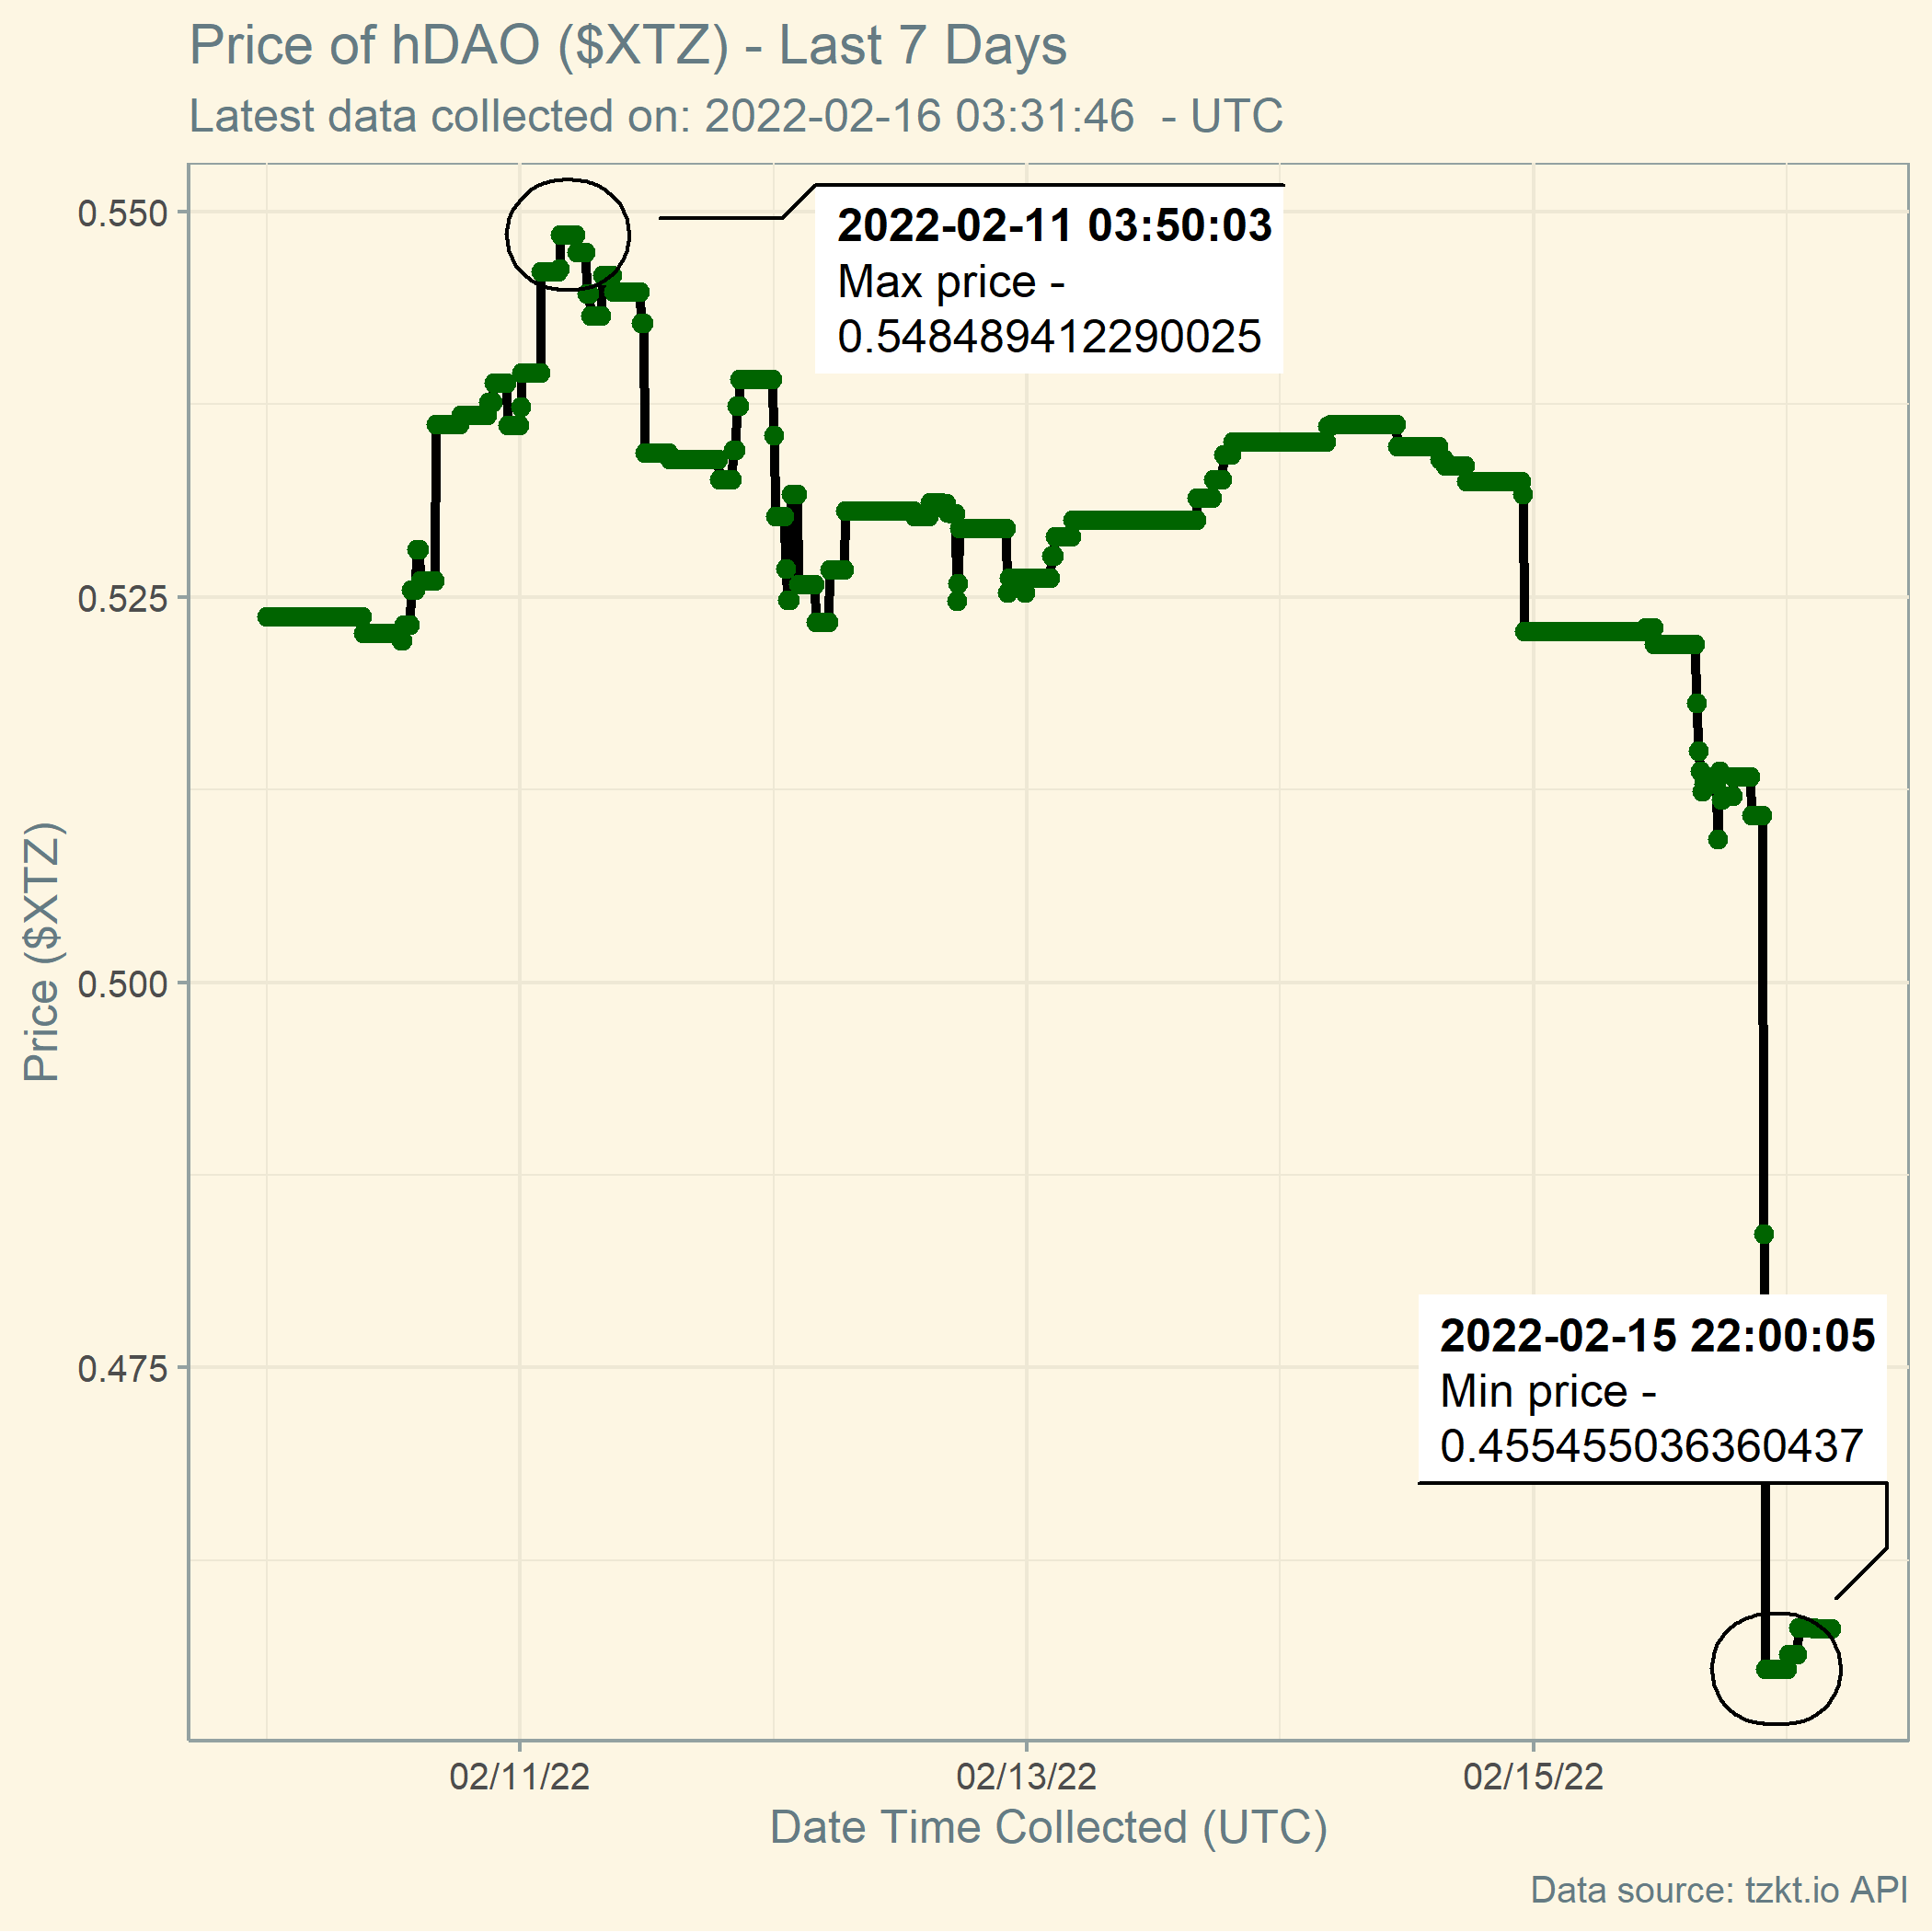 Price of hDAO ($XTZ) - Last 7 Days
Latest data collected on: 2022-02-16 03:31:46  - UTC
0.550
2022-02-11 03:50:03
Max price -
0.548489412290025
0.525
Price ($XTZ)
0.500
0.475
2022-02-15 22:00:05
Min price -
0.455455036360437
02/11/22
02/13/22
02/15/22
Date Time Collected (UTC)
Data source: tzkt.io API